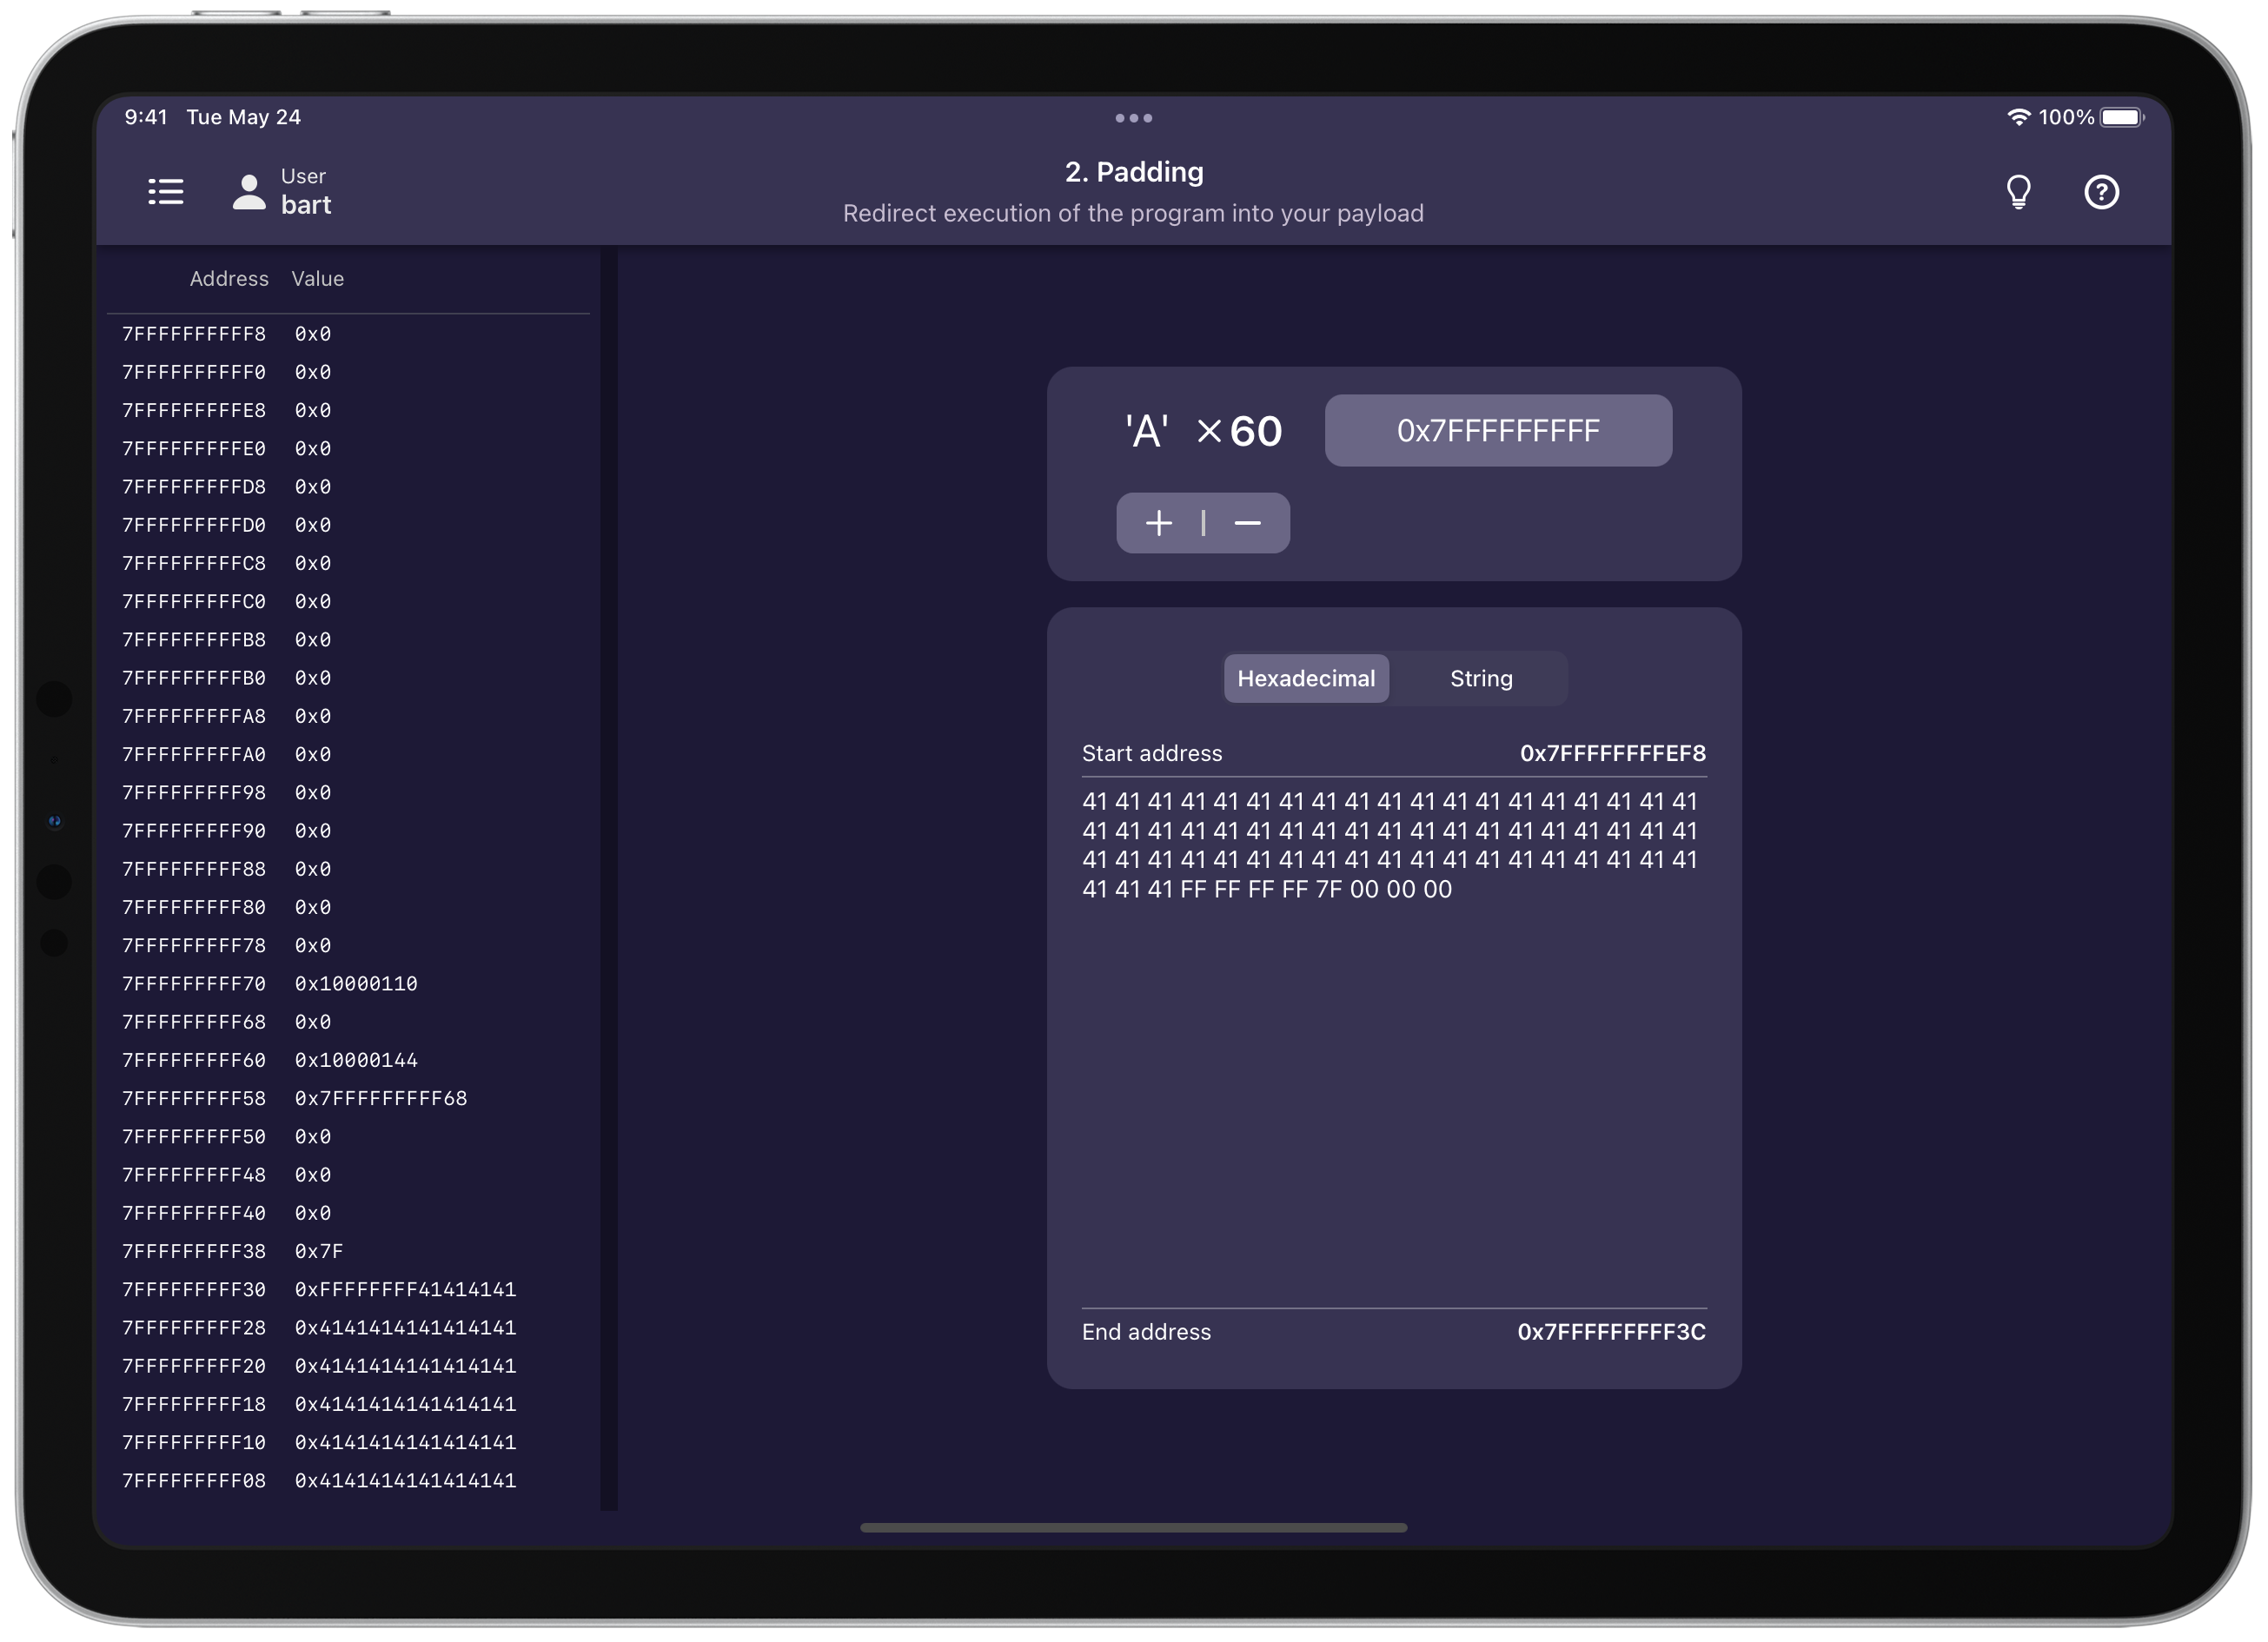 9:41 Tue May 24
100%
User
bart
2. Padding
Redirect execution of the program into your payload
Address Value
7FFFFFFFFFF8 0x0
7FFFFFFFFFF0 0x0
7FFFFFFFFFE8 0x0
7FFFFFFFFFE0 0x0
7FFFFFFFFFD8 0x0
7FFFFFFFFFD0 0x0
7FFFFFFFFFC8 0x0
7FFFFFFFFFC0 0x0
7FFFFFFFFFB8 0x0
7FFFFFFFFFB0 0x0
7FFFFFFFFFA8 0x0
7FFFFFFFFFA0 0x0
7FFFFFFFFF98 0x0
7FFFFFFFFF90 0x0
7FFFFFFFFF88 0x0
7FFFFFFFFF80 0x0
7FFFFFFFFF78 0x0
7FFFFFFFFF70 0x10000110
7FFFFFFFFF68 0x0
7FFFFFFFFF60 0x10000144
7FFFFFFFFF58 0x7FFFFFFFFF68
7FFFFFFFFF50 0x0
7FFFFFFFFF48 0x0
7FFFFFFFFF40 0x0
7FFFFFFFFF38 0x7F
7FFFFFFFFF30 0xFFFFFFFF41414141
7FFFFFFFFF28 0x4141414141414141
7FFFFFFFFF20 0x4141414141414141
7FFFFFFFFF18 0x4141414141414141
7FFFFFFFFF10 0x4141414141414141
7FFFFFFFFF08 0x4141414141414141
'A' ×60 0x7FFFFFFFFF
+ | −
Hexadecimal String
Start address 0x7FFFFFFFFEF8
41 41 41 41 41 41 41 41 41 41 41 41 41 41 41 41 41 41 41
41 41 41 41 41 41 41 41 41 41 41 41 41 41 41 41 41 41 41
41 41 41 41 41 41 41 41 41 41 41 41 41 41 41 41 41 41 41
41 41 41 FF FF FF FF 7F 00 00 00
End address 0x7FFFFFFFFF3C